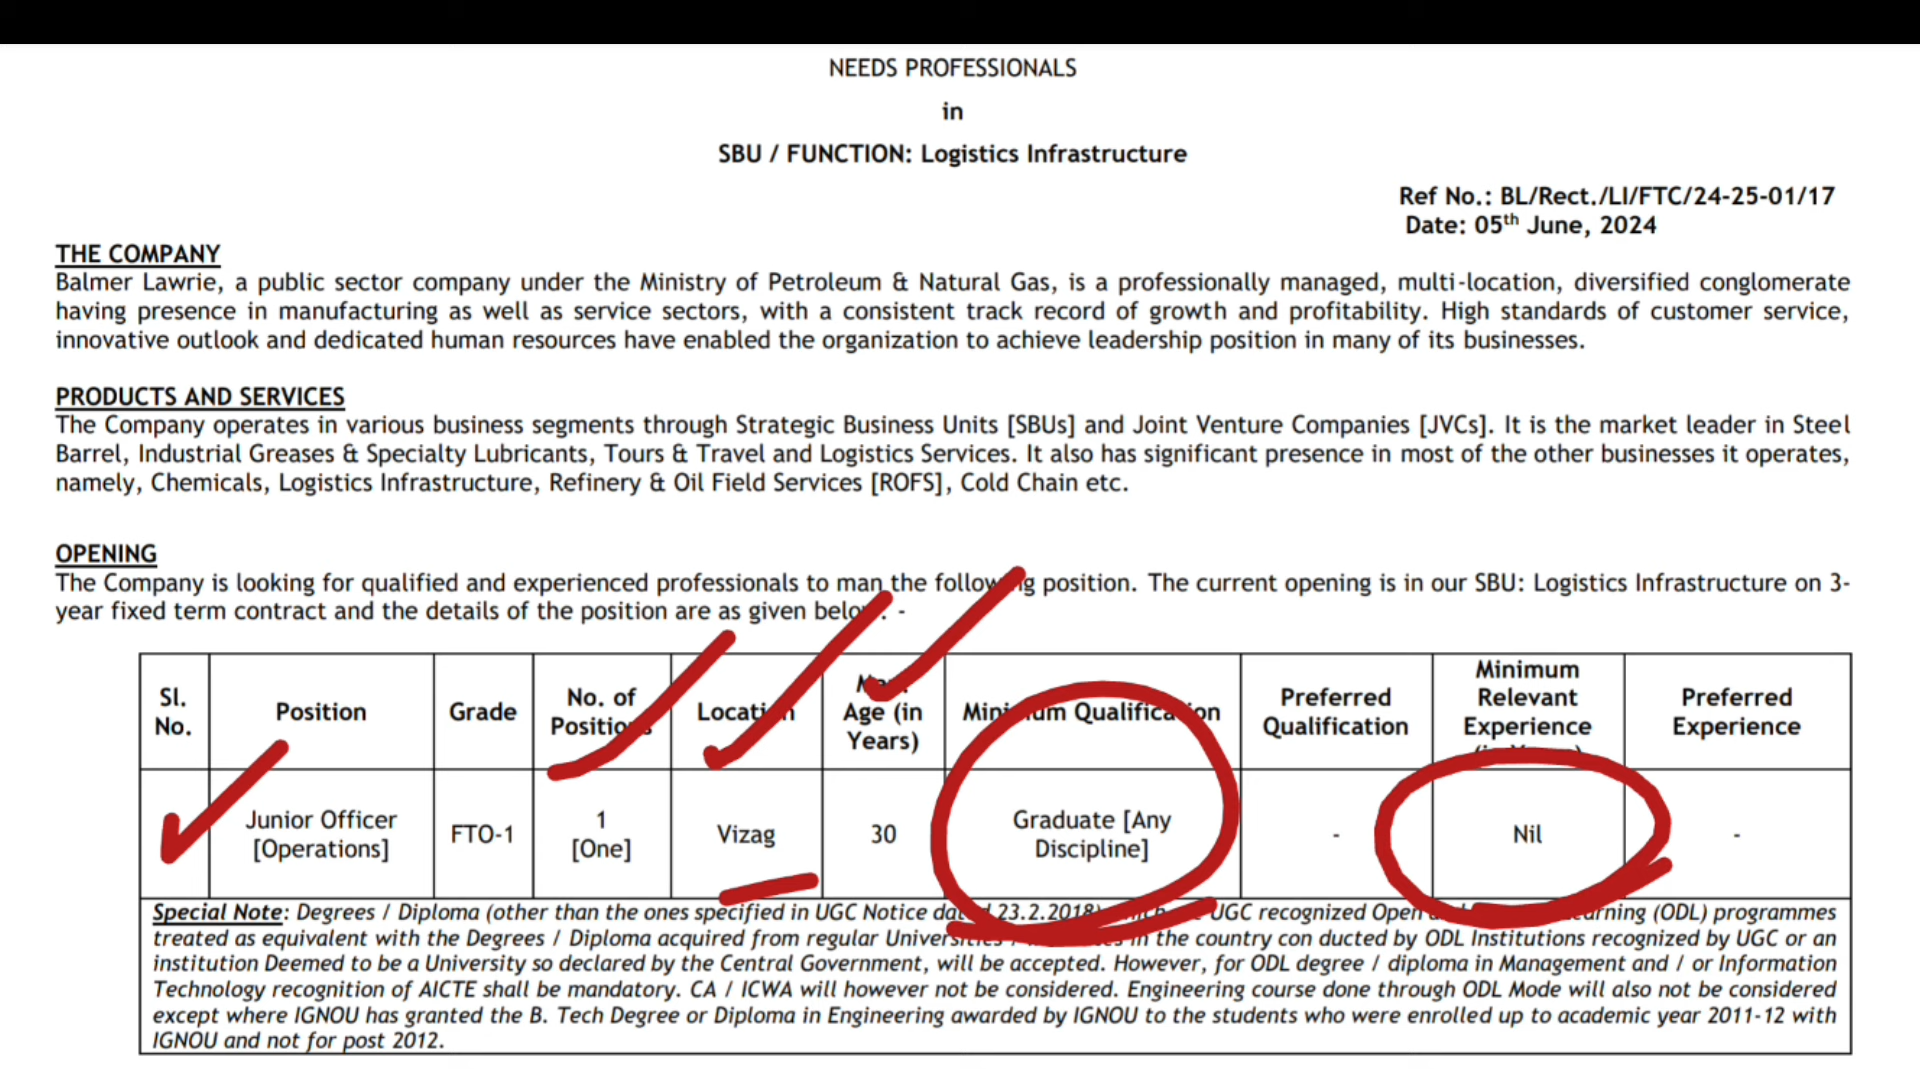 NEEDS PROFESSIONALS
in
SBU / FUNCTION: Logistics Infrastructure
Ref No.: BL/Rect./LI/FTC/24-25-01/17
Date: 05th June, 2024
THE COMPANY
Balmer Lawrie, a public sector company under the Ministry of Petroleum & Natural Gas, is a professionally managed, multi-location, diversified conglomerate
having presence in manufacturing as well as service sectors, with a consistent track record of growth and profitability. High standards of customer service,
innovative outlook and dedicated human resources have enabled the organization to achieve leadership position in many of its businesses.
PRODUCTS AND SERVICES
The Company operates in various business segments through Strategic Business Units [SBUs] and Joint Venture Companies [JVCs]. It is the market leader in Steel
Barrel, Industrial Greases & Specialty Lubricants, Tours & Travel and Logistics Services. It also has significant presence in most of the other businesses it operates,
namely, Chemicals, Logistics Infrastructure, Refinery & Oil Field Services [ROFS], Cold Chain etc.
OPENING
The Company is looking for qualified and experienced professionals to man the following position. The current opening is in our SBU: Logistics Infrastructure on 3-
year fixed term contract and the details of the position are as given below: -
Sl. No. Position Grade No. of Positions Location Age (in Years) Minimum Qualification Preferred Qualification Minimum Relevant Experience Preferred Experience
Junior Officer [Operations] FTO-1 1 [One] Vizag 30 Graduate [Any Discipline] - Nil -
Special Note: Degrees / Diploma (other than the ones specified in UGC Notice dated 23.2.2018) UGC recognized Open (ODL) programmes
treated as equivalent with the Degrees / Diploma acquired from regular Universities / in the country con ducted by ODL Institutions recognized by UGC or an
institution Deemed to be a University so declared by the Central Government, will be accepted. However, for ODL degree / diploma in Management and / or Information
Technology recognition of AICTE shall be mandatory. CA / ICWA will however not be considered. Engineering course done through ODL Mode will also not be considered
except where IGNOU has granted the B. Tech Degree or Diploma in Engineering awarded by IGNOU to the students who were enrolled up to academic year 2011-12 with
IGNOU and not for post 2012.